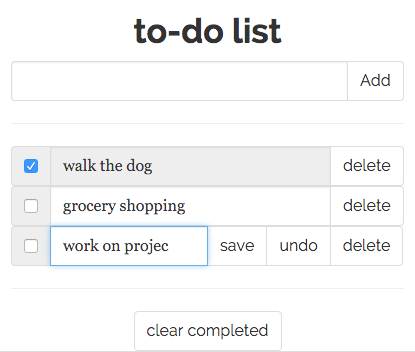 to-do list
Add
walk the dog delete
grocery shopping delete
work on projec save undo delete
clear completed